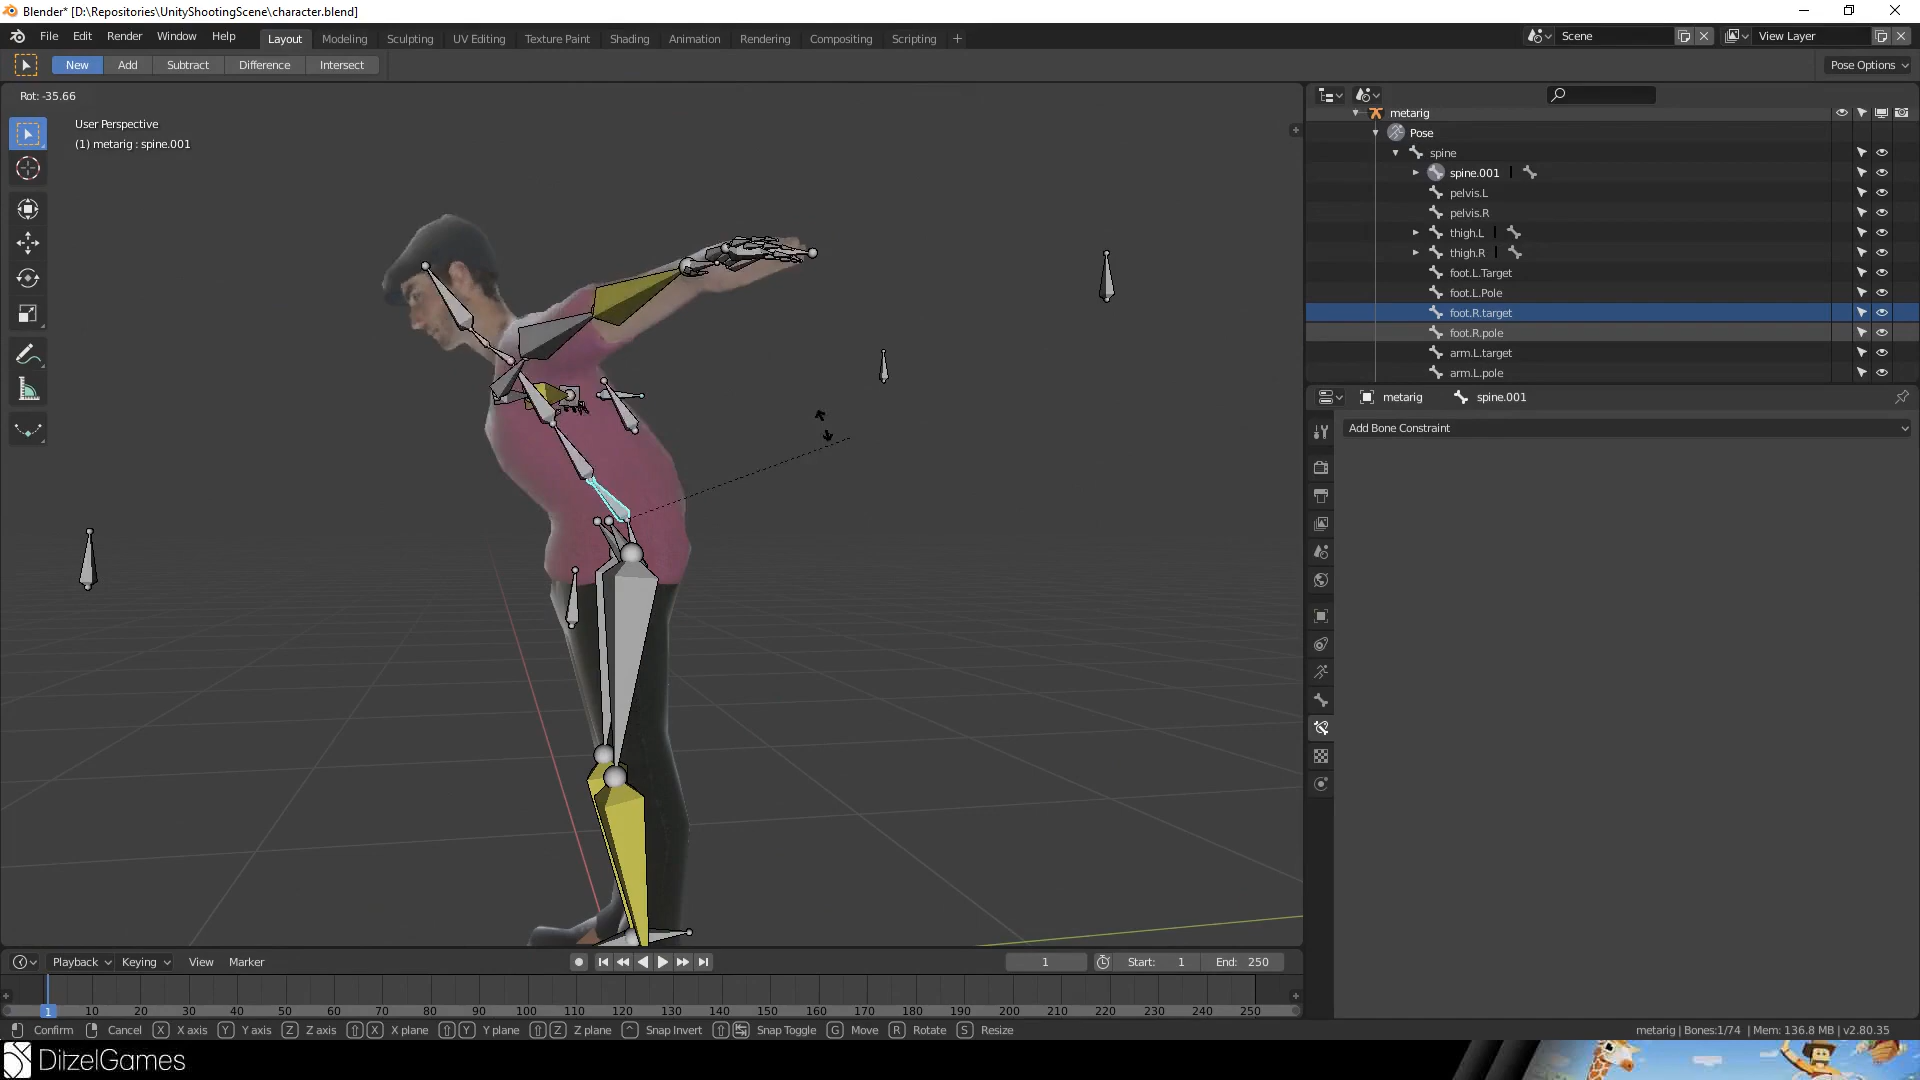 Blender* [D:\Repositories\UnityShootingScene\character.blend]
File Edit Render Window Help Layout Modeling Sculpting UV Editing Texture Paint Shading Animation Rendering Compositing Scripting + Scene View Layer
New Add Subtract Difference Intersect Pose Options
Rot: -35.66
User Perspective
(1) metarig : spine.001
metarig
Pose
spine
spine.001
pelvis.L
pelvis.R
thigh.L
thigh.R
foot.L.Target
foot.L.Pole
foot.R.target
foot.R.pole
arm.L.target
arm.L.pole
metarig spine.001
Add Bone Constraint
Playback Keying View Marker 1 Start: 1 End: 250
1 10 20 30 40 50 60 70 80 90 100 110 120 130 140 150 160 170 180 190 200 210 220 230 240 250
Confirm Cancel X X axis Y Y axis Z Z axis X X plane Y Y plane Z Z plane Snap Invert Snap Toggle G Move R Rotate S Resize metarig | Bones:1/74 | Mem: 136.8 MB | v2.80.35
DitzelGames